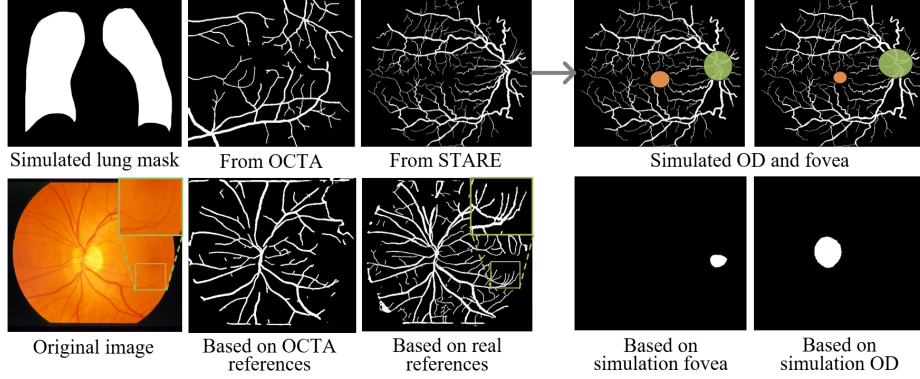 Simulated lung mask
From OCTA
From STARE
Simulated OD and fovea
Original image
Based on OCTA
references
Based on real
references
Based on
simulation fovea
Based on
simulation OD